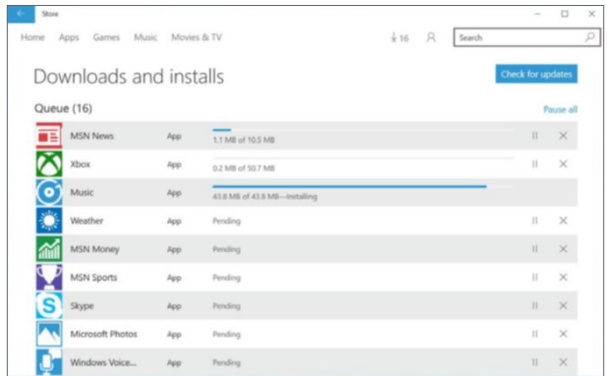 Store
Home Apps Games Music Movies & TV 16 Search
Downloads and installs Check for updates
Queue (16) Pause all
MSN News App 1.1 MB of 10.5 MB
Xbox App 0.2 MB of 50.7 MB
Music App 43.8 MB of 43.8 MB—Installing
Weather App Pending
MSN Money App Pending
MSN Sports App Pending
Skype App Pending
Microsoft Photos App Pending
Windows Voice... App Pending